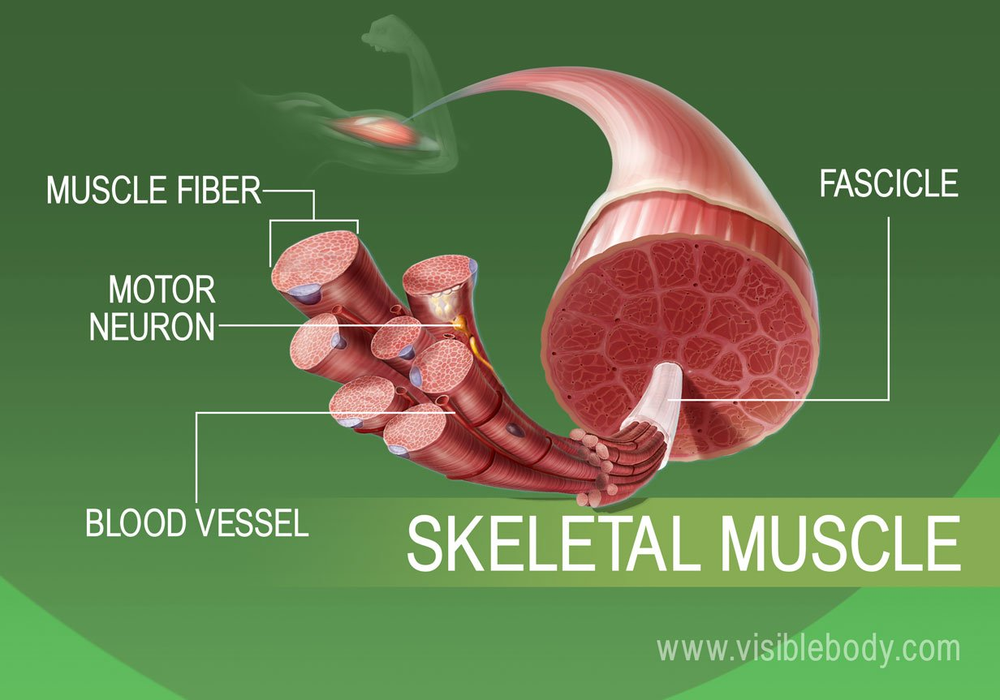 MUSCLE FIBER
FASCICLE
MOTOR
NEURON
BLOOD VESSEL
SKELETAL MUSCLE
www.visiblebody.com